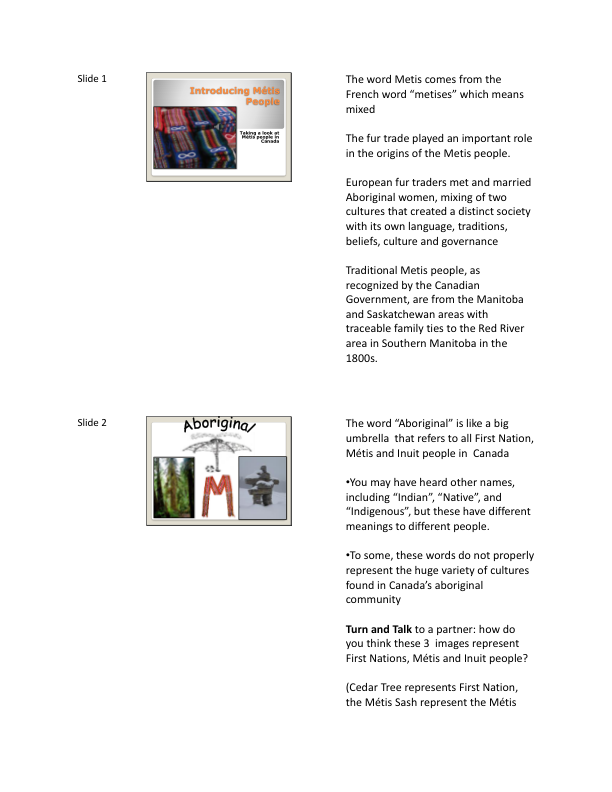 Slide 1
Introducing Métis
People
Taking a look at
Métis people in
Canada
The word Metis comes from the
French word “metises” which means
mixed
The fur trade played an important role
in the origins of the Metis people.
European fur traders met and married
Aboriginal women, mixing of two
cultures that created a distinct society
with its own language, traditions,
beliefs, culture and governance
Traditional Metis people, as
recognized by the Canadian
Government, are from the Manitoba
and Saskatchewan areas with
traceable family ties to the Red River
area in Southern Manitoba in the
1800s.
Slide 2
Aboriginal
The word “Aboriginal” is like a big
umbrella  that refers to all First Nation,
Métis and Inuit people in  Canada
•You may have heard other names,
including “Indian”, “Native”, and
“Indigenous”, but these have different
meanings to different people.
•To some, these words do not properly
represent the huge variety of cultures
found in Canada’s aboriginal
community
Turn and Talk to a partner: how do
you think these 3  images represent
First Nations, Métis and Inuit people?
(Cedar Tree represents First Nation,
the Métis Sash represent the Métis